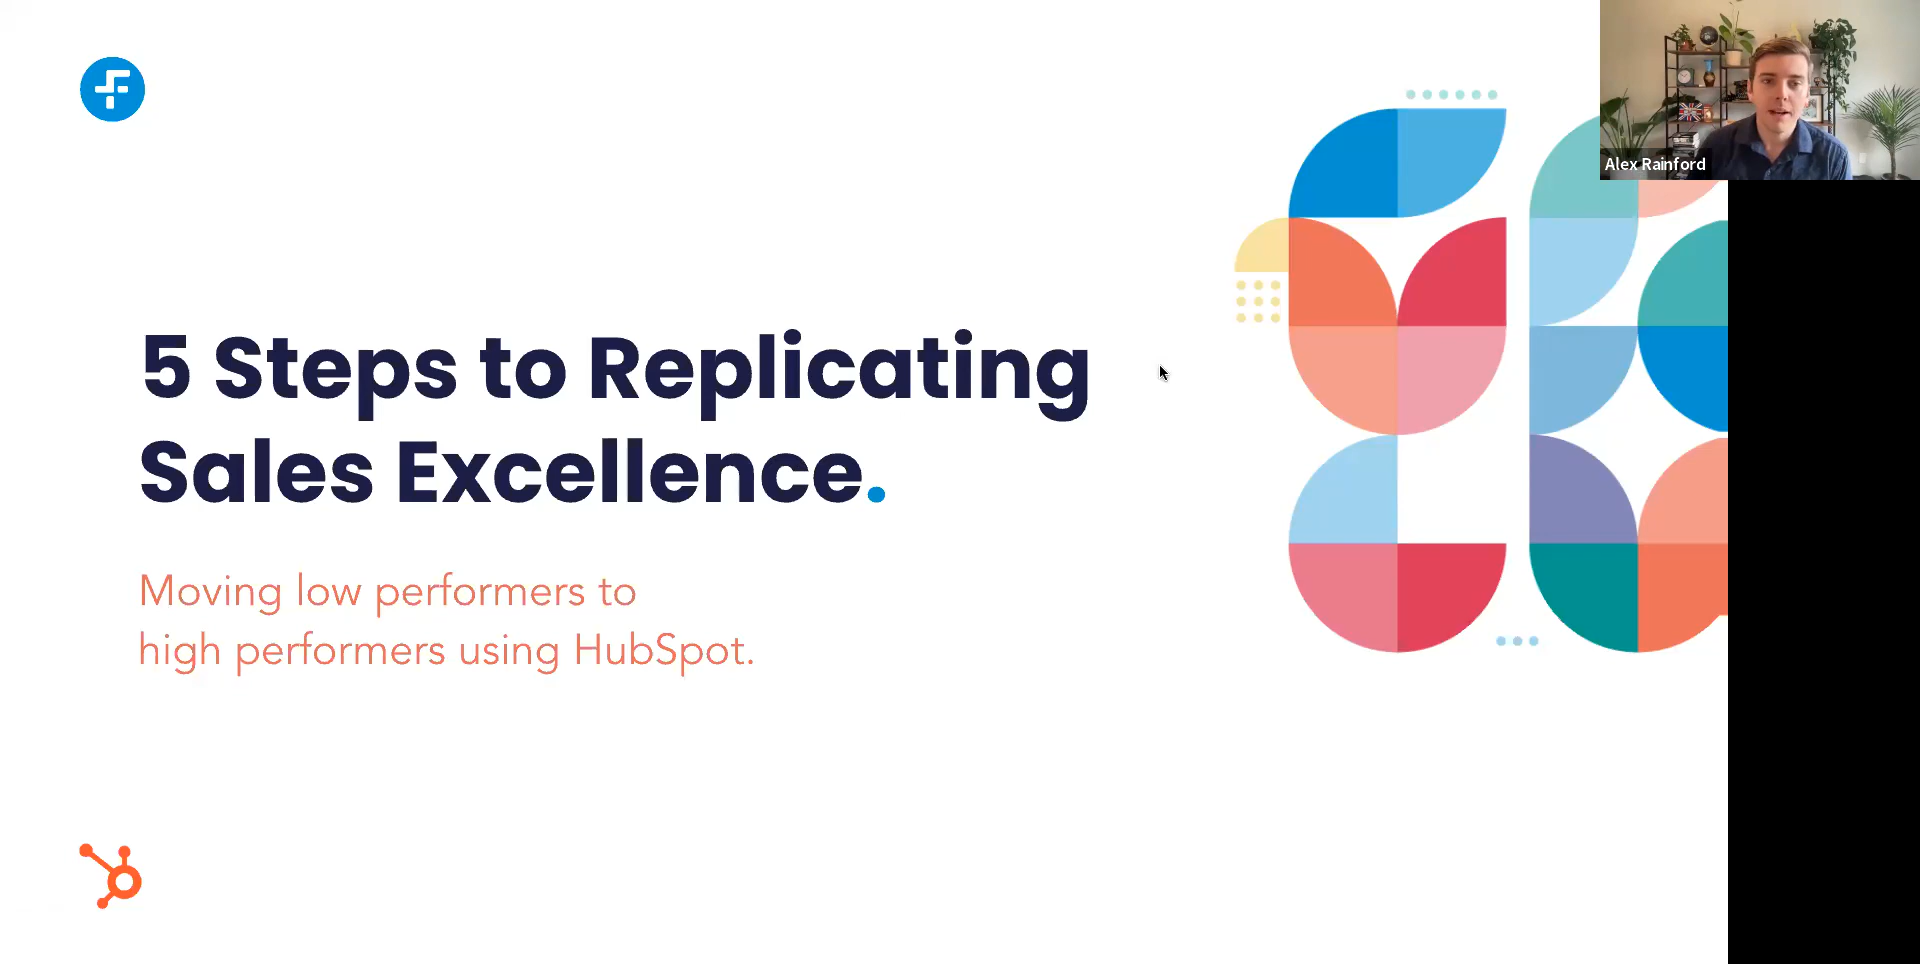 5 Steps to Replicating
Sales Excellence.
Moving low performers to
high performers using HubSpot.
Alex Rainford